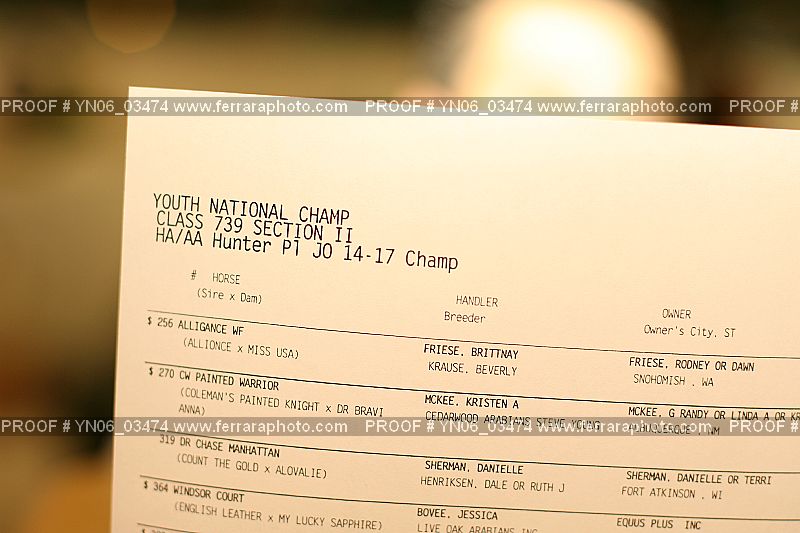 PROOF # YN06_03474 www.ferraraphoto.com PROOF # YN06_03474 www.ferraraphoto.com PROOF #
YOUTH NATIONAL CHAMP
CLASS 739 SECTION II
HA/AA Hunter Pl JO 14-17 Champ
# HORSE HANDLER OWNER
(Sire x Dam) Breeder Owner's City, ST
$ 256 ALLIGANCE WF FRIESE, BRITTNAY FRIESE, RODNEY OR DAWN
(ALLIONCE x MISS USA) KRAUSE, BEVERLY SNOHOMISH , WA
$ 270 CW PAINTED WARRIOR MCKEE, KRISTEN A MCKEE, G RANDY OR LINDA A OR KR
(COLEMAN'S PAINTED KNIGHT x DR BRAVI CEDARWOOD ARABIANS STEVE YOUNG ALBUQUERQUE , NM
ANNA)
PROOF # YN06_03474 www.ferraraphoto.com PROOF # YN06_03474 www.ferraraphoto.com PROOF #
319 DR CHASE MANHATTAN SHERMAN, DANIELLE SHERMAN, DANIELLE OR TERRI
(COUNT THE GOLD x ALOVALIE) HENRIKSEN, DALE OR RUTH J FORT ATKINSON , WI
$ 364 WINDSOR COURT BOVEE, JESSICA EQUUS PLUS INC
(ENGLISH LEATHER x MY LUCKY SAPPHIRE) LIVE OAK ARABIANS INC